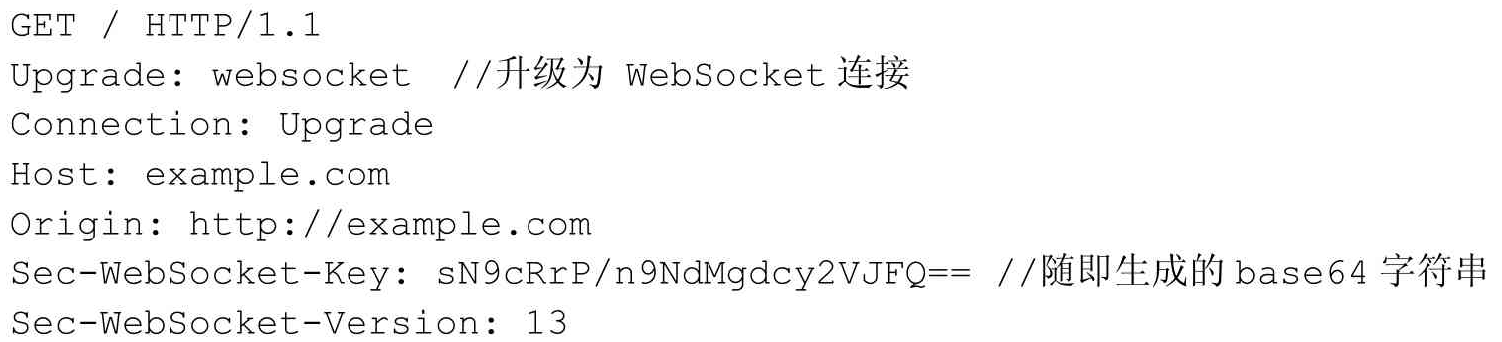 GET / HTTP/1.1
Upgrade: websocket  //升级为 WebSocket 连接
Connection: Upgrade
Host: example.com
Origin: http://example.com
Sec-WebSocket-Key: sN9cRrP/n9NdMgdcy2VJFQ== //随即生成的 base64 字符串
Sec-WebSocket-Version: 13